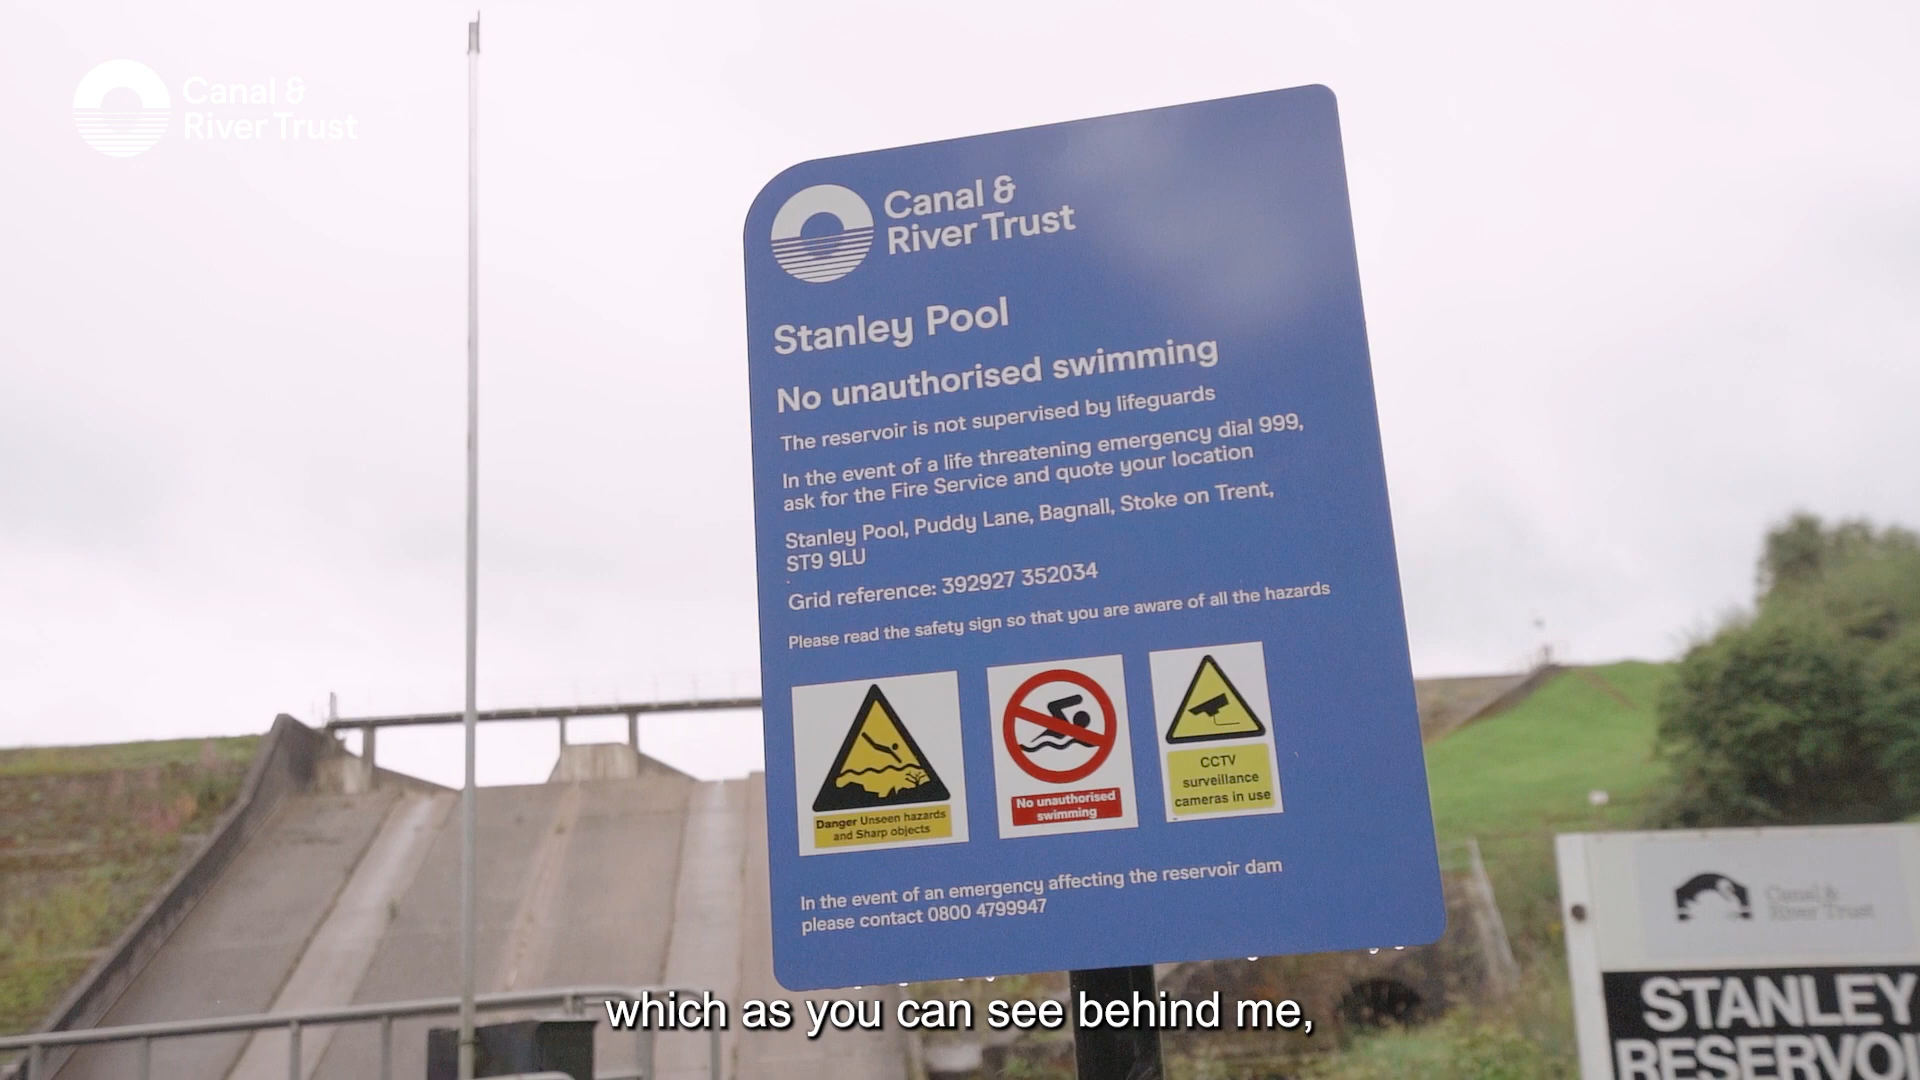 Canal &
River Trust
Canal &
River Trust
Stanley Pool
No unauthorised swimming
The reservoir is not supervised by lifeguards
In the event of a life threatening emergency dial 999,
ask for the Fire Service and quote your location
Stanley Pool, Puddy Lane, Bagnall, Stoke on Trent,
ST9 9LU
Grid reference: 392927 352034
Please read the safety sign so that you are aware of all the hazards
Danger Unseen hazards
and Sharp objects
No unauthorised
swimming
CCTV
surveillance
cameras in use
In the event of an emergency affecting the reservoir dam
please contact 0800 4799947
Canal &
River Trust
STANLEY
RESERVOI
which as you can see behind me,